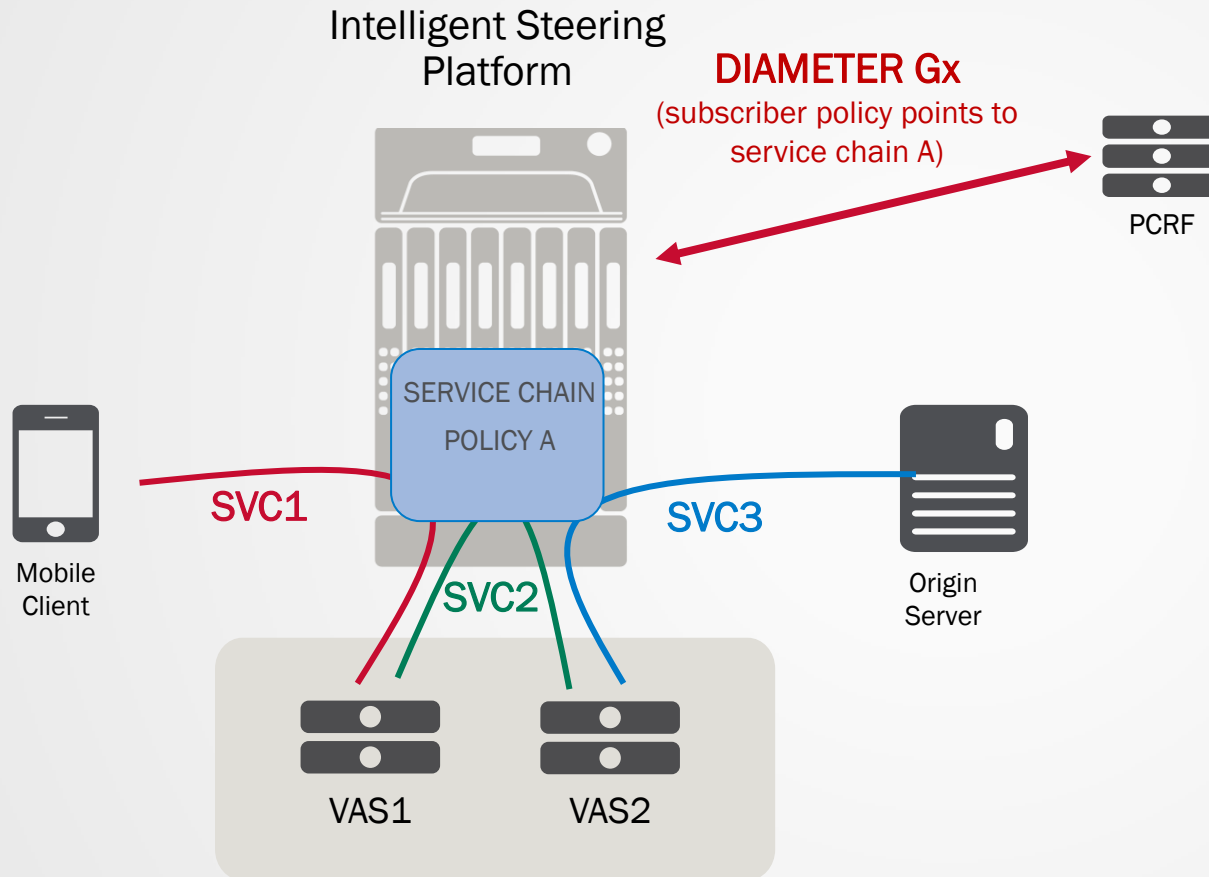 Intelligent Steering
Platform
DIAMETER Gx
(subscriber policy points to
service chain A)
PCRF
SERVICE CHAIN
POLICY A
SVC1
SVC3
Mobile
Client
SVC2
Origin
Server
VAS1
VAS2